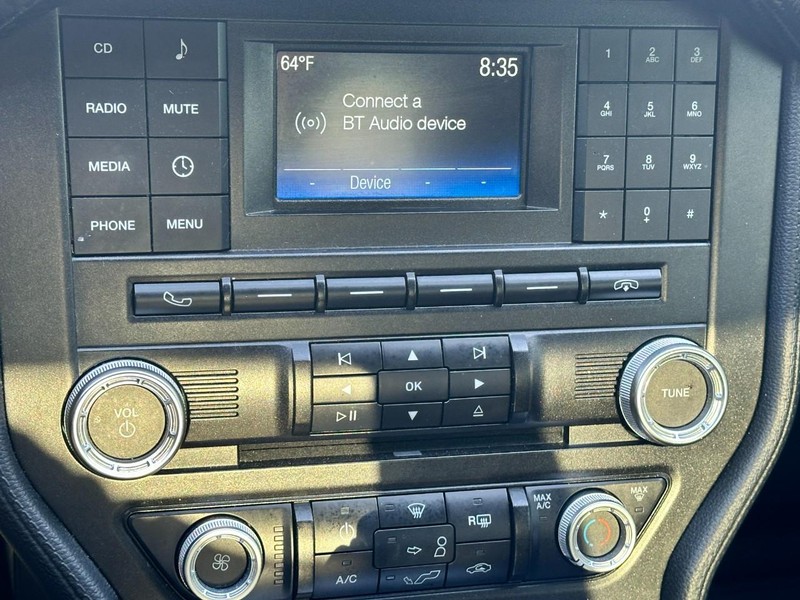 CD
RADIO MUTE
MEDIA
PHONE MENU
64°F 8:35
Connect a
BT Audio device
Device
1 2 ABC 3 DEF
4 GHI 5 JKL 6 MNO
7 PQRS 8 TUV 9 WXYZ
* 0 + #
VOL
OK
TUNE
R
A/C
MAX
A/C
MAX